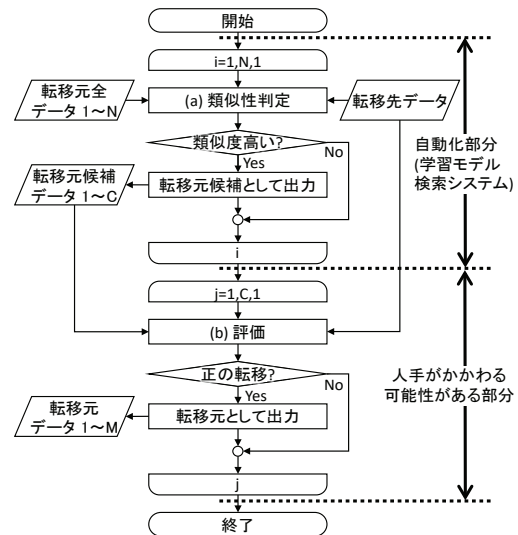 開始
i=1,N,1
転移元全
データ 1～N
(a) 類似性判定
転移先データ
類似度高い?
No
Yes
転移元候補
データ 1～C
転移元候補として出力
i
自動化部分
(学習モデル
検索システム)
j=1,C,1
(b) 評価
正の転移?
No
Yes
転移元
データ 1～M
転移元として出力
j
人手がかかわる
可能性がある部分
終了